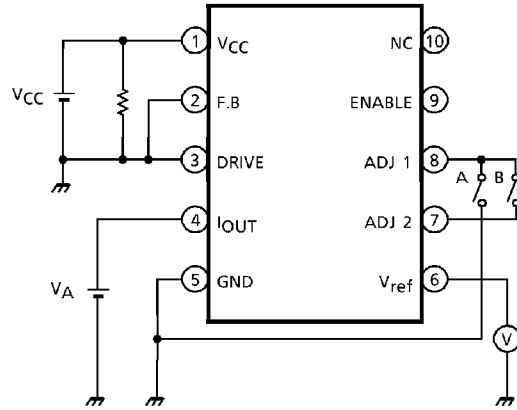 1 VCC NC 10
VCC
2 F.B ENABLE 9
3 DRIVE ADJ 1 8
A B
4 IOUT ADJ 2 7
5 GND Vref 6
VA
V